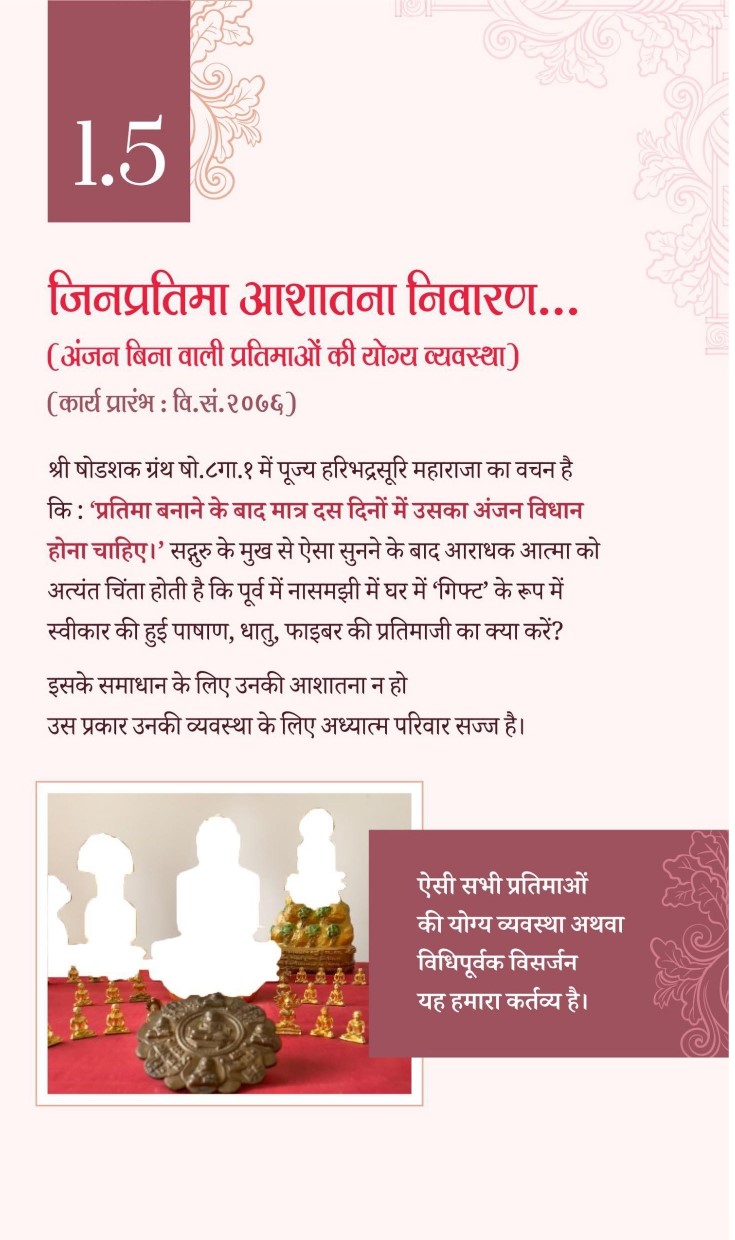 1.5
जिनप्रतिमा आशातना निवारण...
(अंजन बिना वाली प्रतिमाओं की योग्य व्यवस्था)
(कार्य प्रारंभ : वि.सं.२०७६)
श्री षोडशक ग्रंथ षो.८गा.१ में पूज्य हरिभद्रसूरि महाराजा का वचन है
कि : ‘प्रतिमा बनाने के बाद मात्र दस दिनों में उसका अंजन विधान
होना चाहिए।’ सद्गुरु के मुख से ऐसा सुनने के बाद आराधक आत्मा को
अत्यंत चिंता होती है कि पूर्व में नासमझी में घर में ‘गिफ्ट’ के रूप में
स्वीकार की हुई पाषाण, धातु, फाइबर की प्रतिमाजी का क्या करें?
इसके समाधान के लिए उनकी आशातना न हो
उस प्रकार उनकी व्यवस्था के लिए अध्यात्म परिवार सज्ज है।
ऐसी सभी प्रतिमाओं
की योग्य व्यवस्था अथवा
विधिपूर्वक विसर्जन
यह हमारा कर्तव्य है।